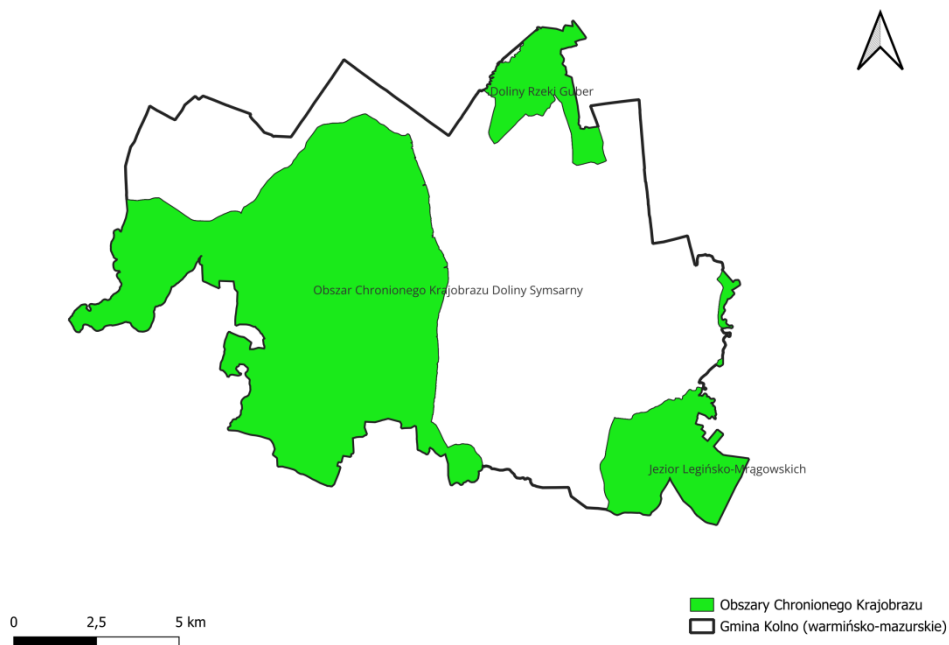 Doliny Rzeki Guber
Obszar Chronionego Krajobrazu Doliny Symsarny
Jezior Legińsko-Mrągowskich
Obszary Chronionego Krajobrazu
Gmina Kolno (warmińsko-mazurskie)
0 2,5 5 km